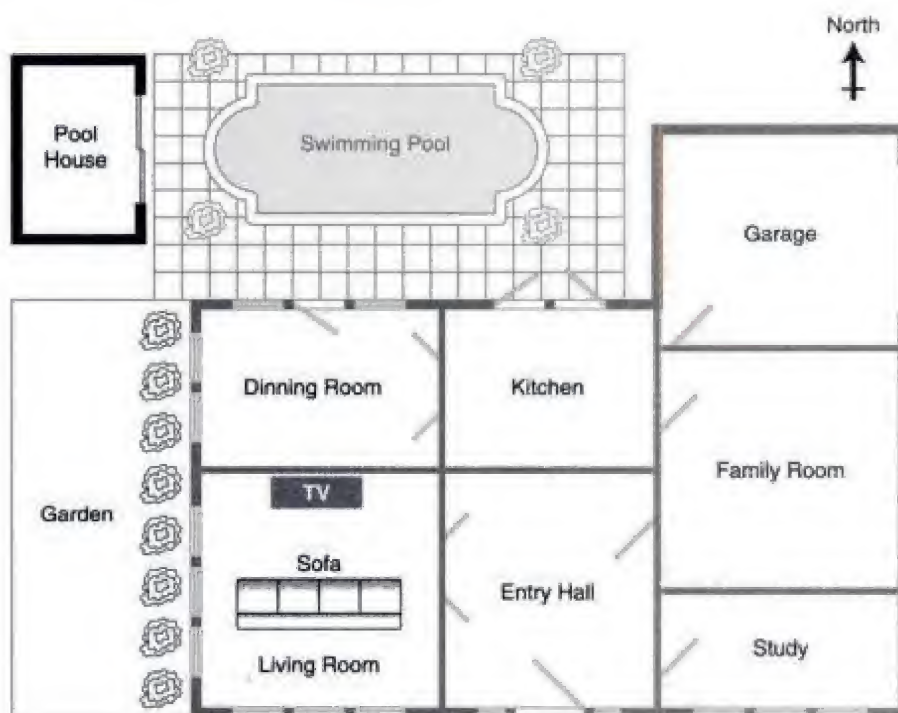 North
Pool
House
Swimming Pool
Garage
Dinning Room
Kitchen
Family Room
TV
Garden
Sofa
Entry Hall
Living Room
Study